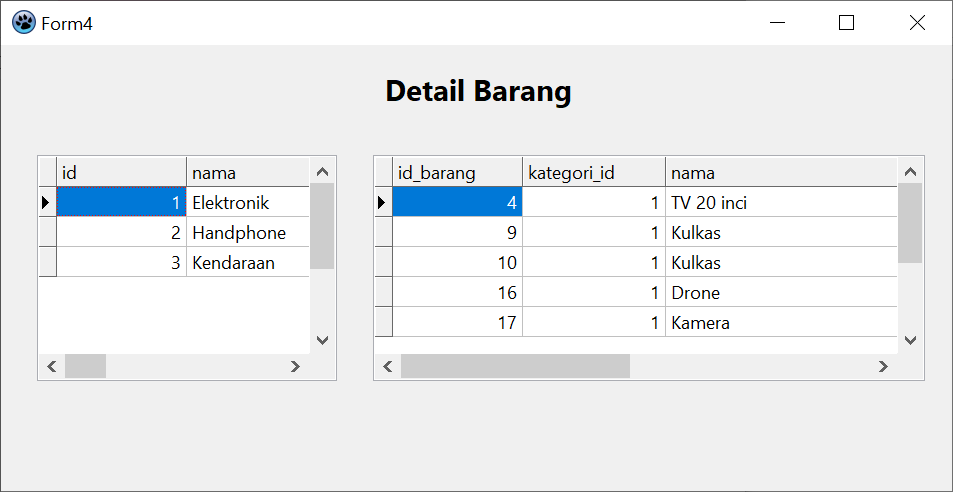 Form4
Detail Barang
id nama
1 Elektronik
2 Handphone
3 Kendaraan
id_barang kategori_id nama
4 1 TV 20 inci
9 1 Kulkas
10 1 Kulkas
16 1 Drone
17 1 Kamera